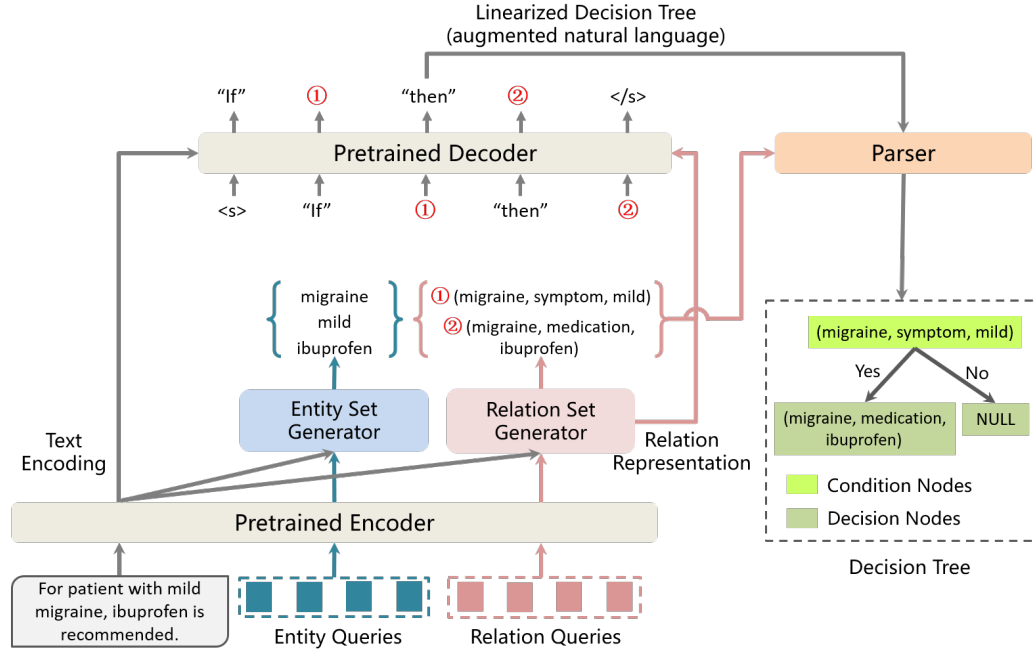 Linearized Decision Tree
(augmented natural language)
“If” ① “then” ② </s>
Pretrained Decoder
Parser
<s> “If” ① “then” ②
migraine
mild
ibuprofen
① (migraine, symptom, mild)
② (migraine, medication,
ibuprofen)
(migraine, symptom, mild)
Yes
No
(migraine, medication,
ibuprofen)
NULL
Entity Set
Generator
Relation Set
Generator
Text
Encoding
Relation
Representation
Condition Nodes
Decision Nodes
Pretrained Encoder
Decision Tree
For patient with mild
migraine, ibuprofen is
recommended.
Entity Queries
Relation Queries